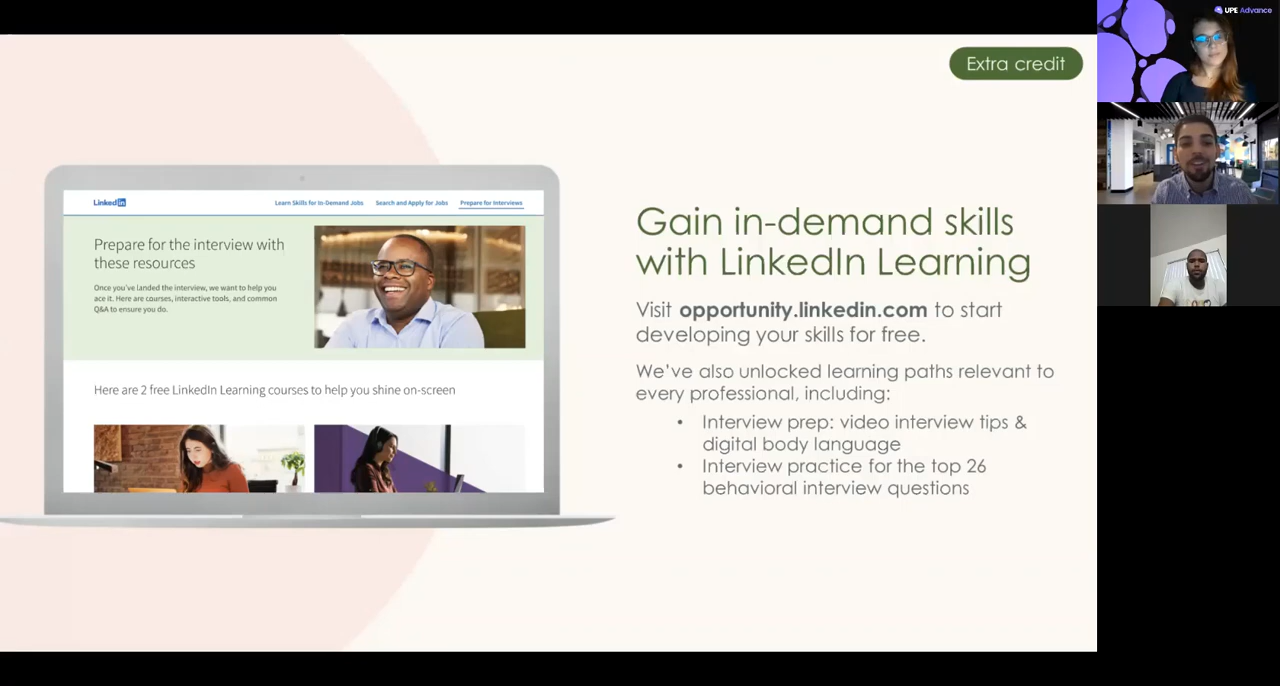 UPE Advance
Extra credit
LinkedIn
Learn Skills for In-Demand Jobs
Search and Apply for Jobs
Prepare for Interviews
Prepare for the interview with
these resources
Once you've landed the interview, we want to help you
ace it. Here are courses, interactive tools, and common
Q&A to ensure you do.
Here are 2 free LinkedIn Learning courses to help you shine on-screen
Gain in-demand skills
with LinkedIn Learning
Visit opportunity.linkedin.com to start
developing your skills for free.
We've also unlocked learning paths relevant to
every professional, including:
• Interview prep: video interview tips &
digital body language
• Interview practice for the top 26
behavioral interview questions